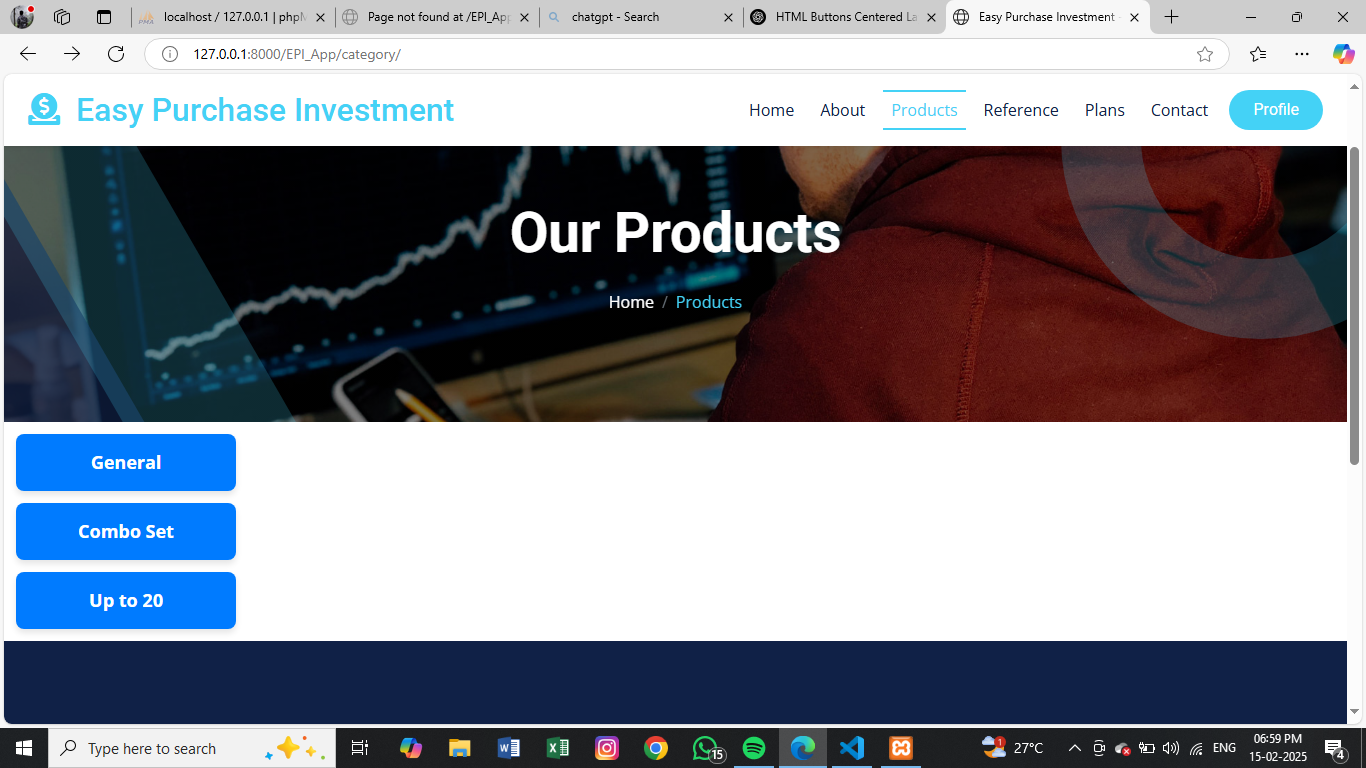 localhost / 127.0.0.1 | phpM
Page not found at /EPI_App
chatgpt - Search
HTML Buttons Centered La
Easy Purchase Investment
127.0.0.1:8000/EPI_App/category/
Easy Purchase Investment
Home
About
Products
Reference
Plans
Contact
Profile
Our Products
Home / Products
General
Combo Set
Up to 20
Type here to search
15
1
27°C
ENG
06:59 PM
15-02-2025
4